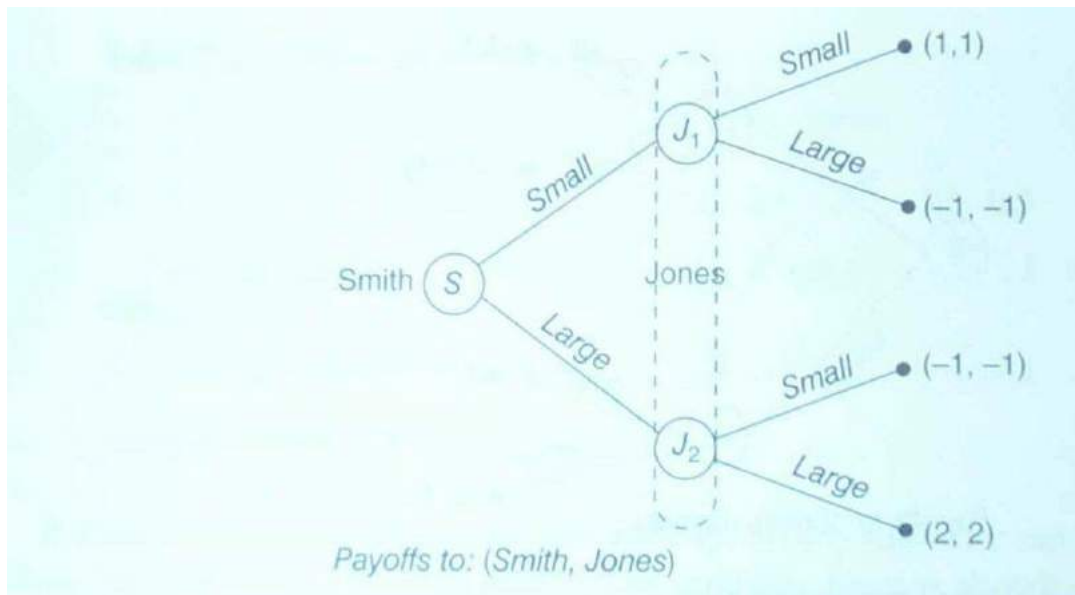 Small (1,1)
J1
Large (–1, –1)
Small
Smith S Jones
Large
Small (–1, –1)
J2
Large (2, 2)
Payoffs to: (Smith, Jones)